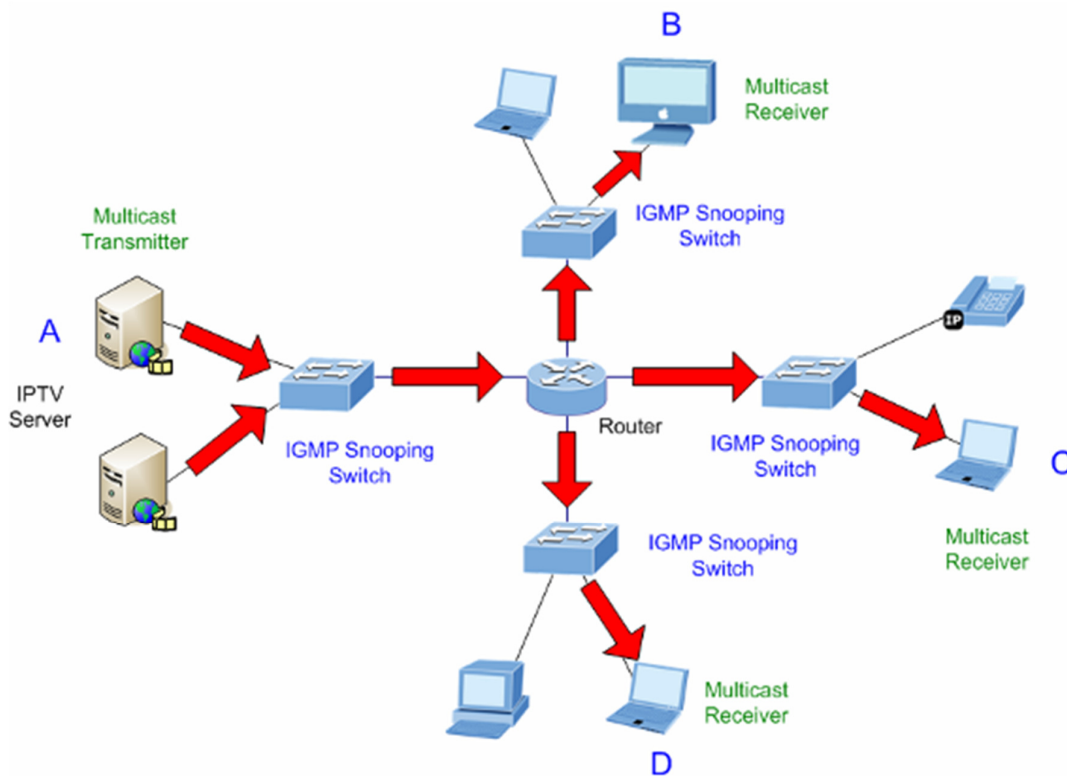 B
Multicast
Receiver
IGMP Snooping
Switch
Multicast
Transmitter
A
IPTV
Server
IGMP Snooping
Switch
Router
IP
IGMP Snooping
Switch
C
Multicast
Receiver
IGMP Snooping
Switch
Multicast
Receiver
D